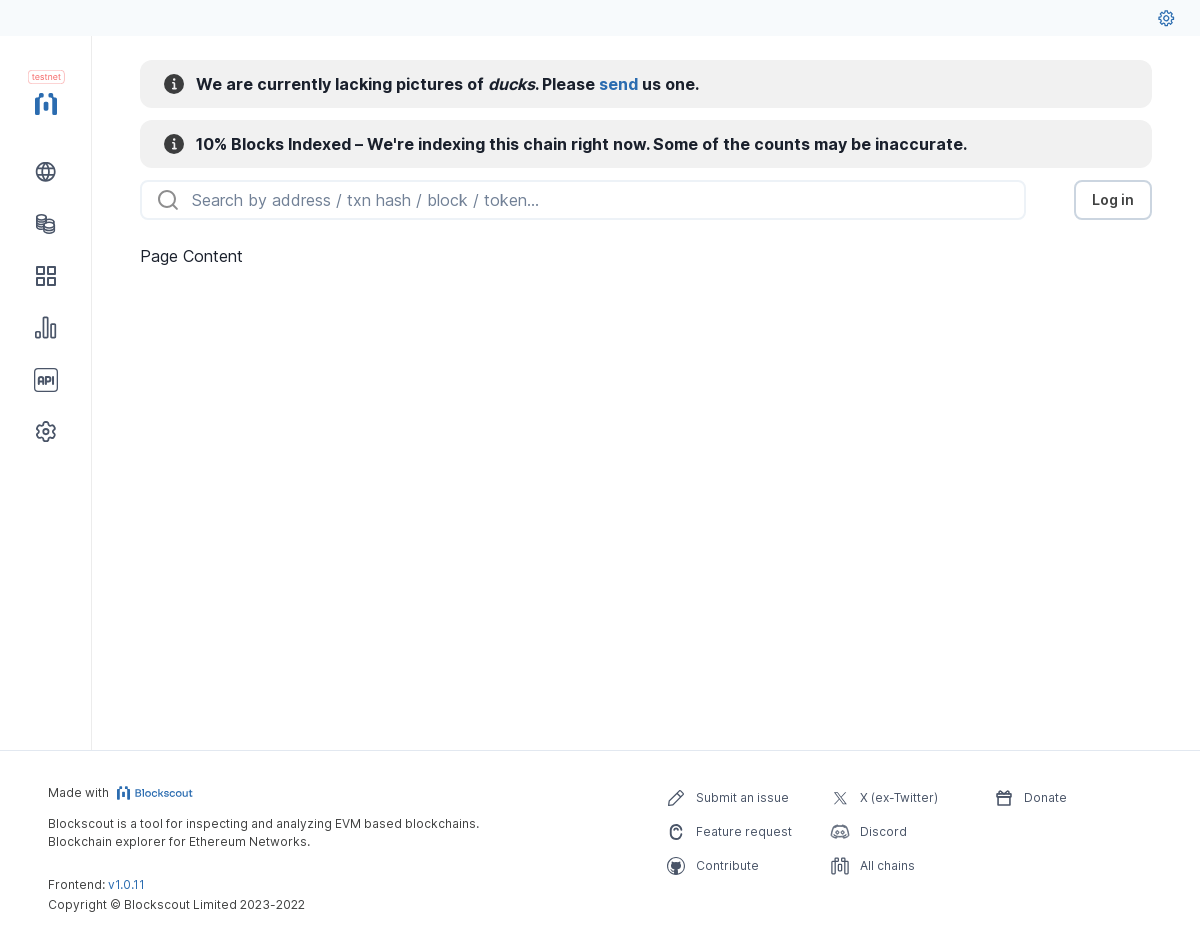 testnet
We are currently lacking pictures of ducks. Please send us one.
10% Blocks Indexed – We're indexing this chain right now. Some of the counts may be inaccurate.
Search by address / txn hash / block / token...
Log in
Page Content
API
Made with Blockscout
Blockscout is a tool for inspecting and analyzing EVM based blockchains.
Blockchain explorer for Ethereum Networks.
Frontend: v1.0.11
Copyright © Blockscout Limited 2023-2022
Submit an issue
Feature request
Contribute
X (ex-Twitter)
Discord
All chains
Donate